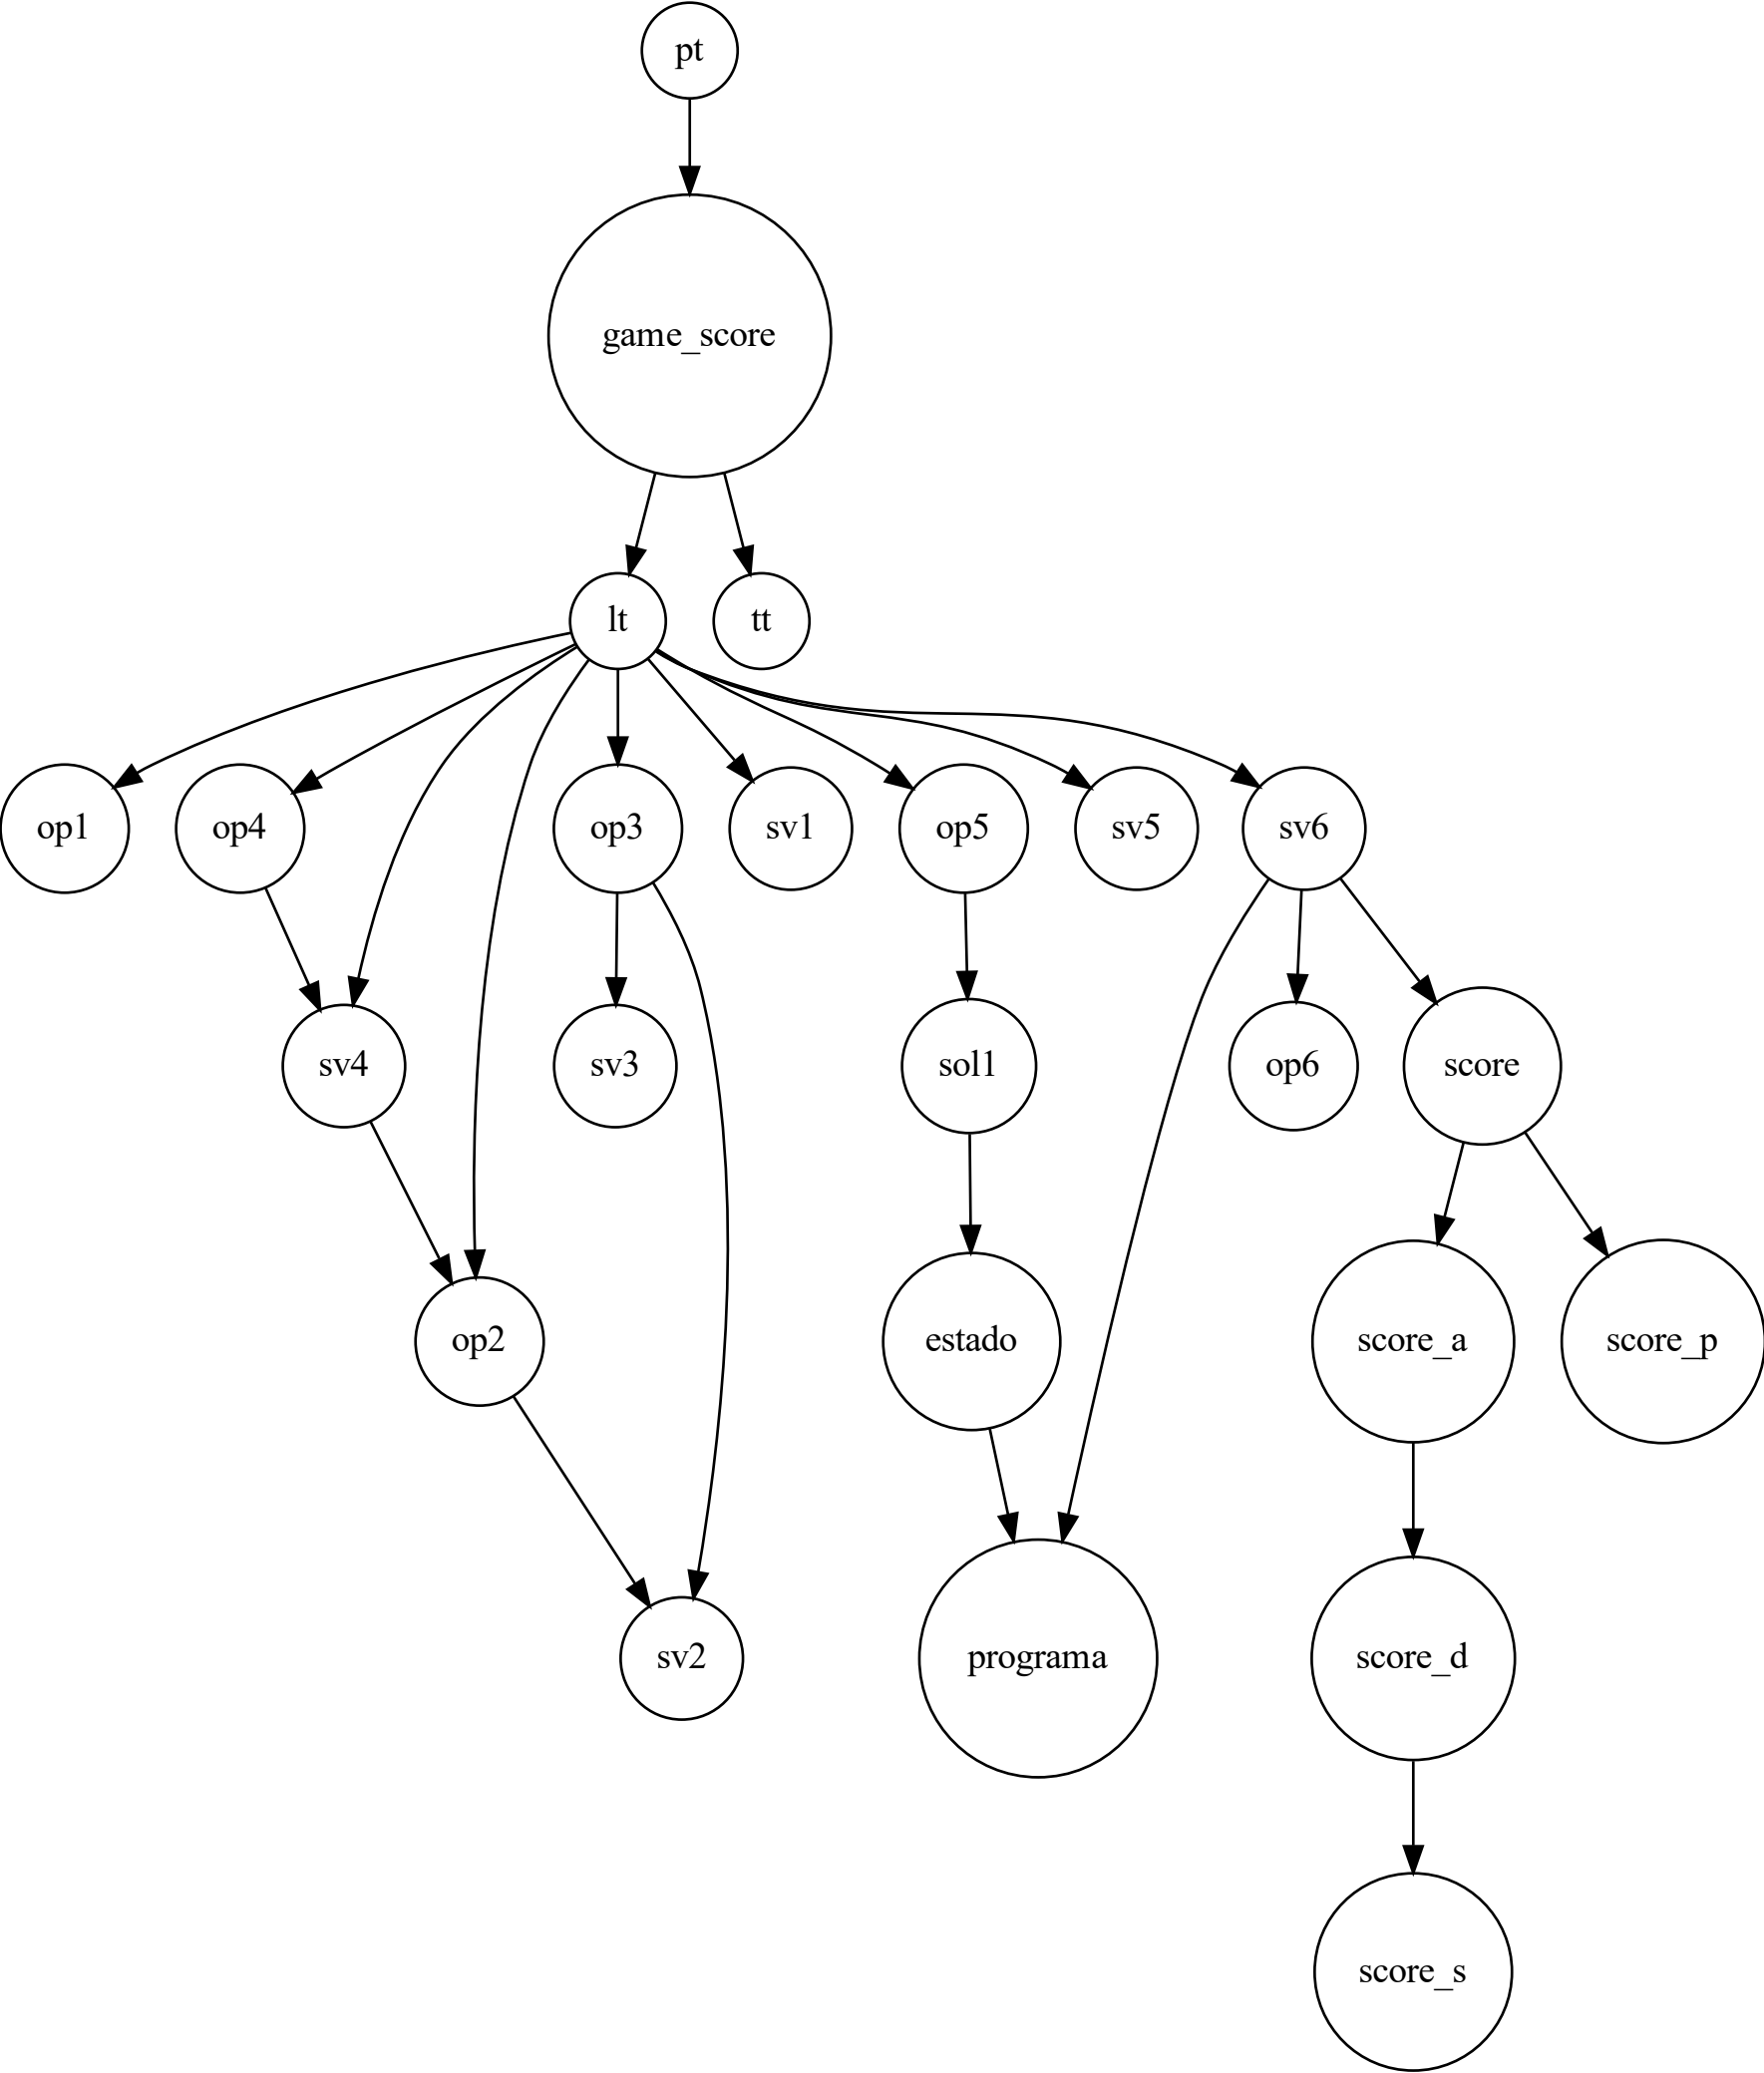 pt
game_score
lt
tt
op1
op4
op3
sv1
op5
sv5
sv6
sv4
sv3
sol1
op6
score
op2
estado
score_a
score_p
sv2
programa
score_d
score_s